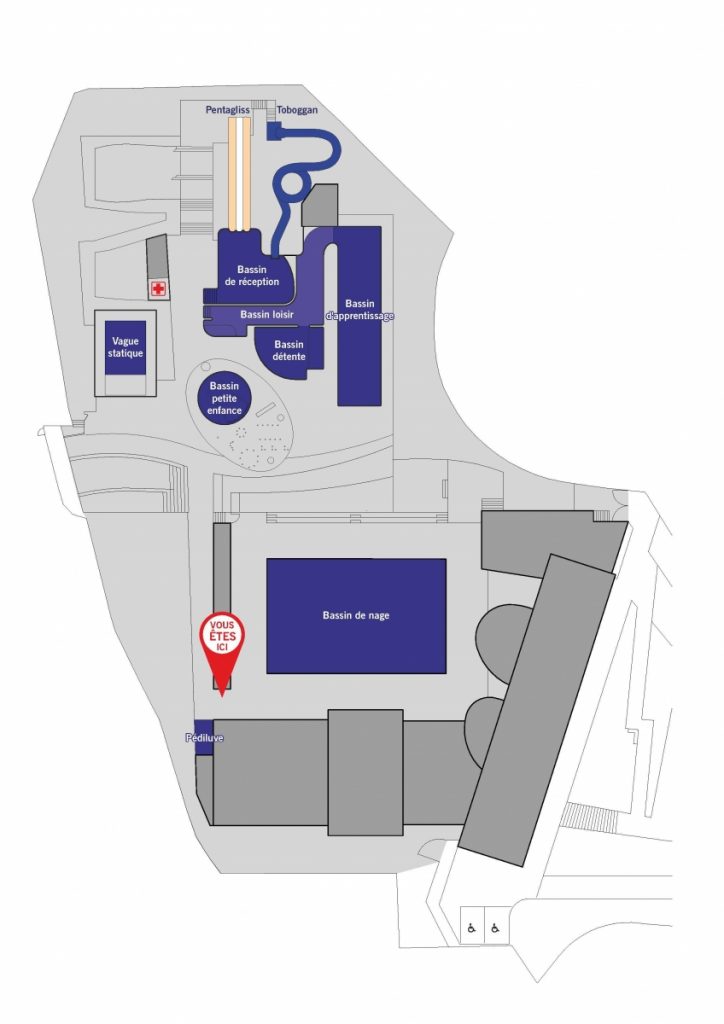 Pentagliss
Toboggan
Bassin
de réception
Bassin loisir
Bassin
d'apprentissage
Bassin
détente
Vague
statique
Bassin
petite
enfance
Bassin de nage
VOUS
ÊTES
ICI
Pédiluve